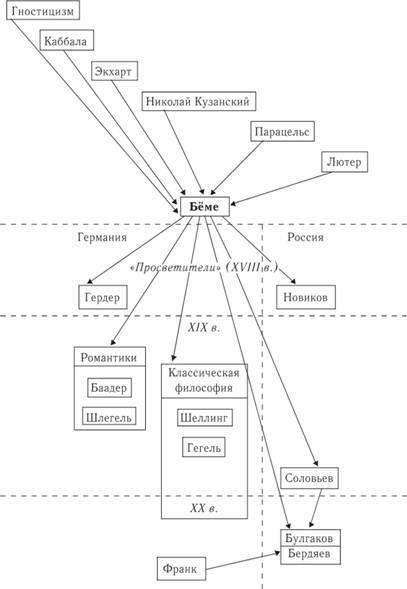 Гностицизм
Каббала
Экхарт
Николай Кузанский
Парацельс
Лютер
Бёме
Германия
Россия
«Просветители» (XVIII в.)
Гердер
Новиков
XIX в.
Романтики
Баадер
Шлегель
Классическая
философия
Шеллинг
Гегель
Соловьев
XX в.
Булгаков
Бердяев
Франк